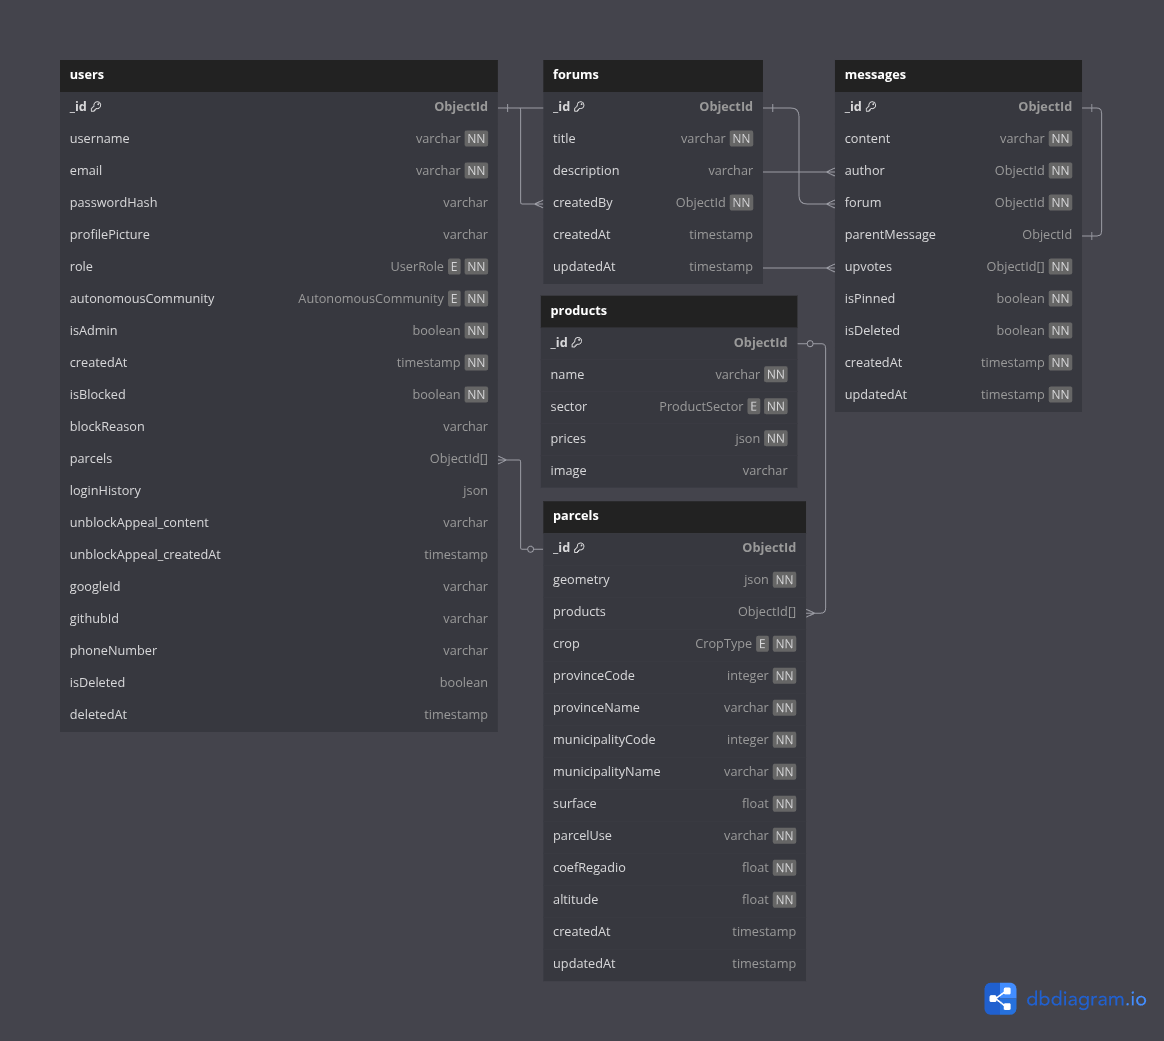 users
_id ObjectId
username varchar NN
email varchar NN
passwordHash varchar
profilePicture varchar
role UserRole E NN
autonomousCommunity AutonomousCommunity E NN
isAdmin boolean NN
createdAt timestamp NN
isBlocked boolean NN
blockReason varchar
parcels ObjectId[]
loginHistory json
unblockAppeal_content varchar
unblockAppeal_createdAt timestamp
googleId varchar
githubId varchar
phoneNumber varchar
isDeleted boolean
deletedAt timestamp
forums
_id ObjectId
title varchar NN
description varchar
createdBy ObjectId NN
createdAt timestamp
updatedAt timestamp
products
_id ObjectId
name varchar NN
sector ProductSector E NN
prices json NN
image varchar
parcels
_id ObjectId
geometry json NN
products ObjectId[]
crop CropType E NN
provinceCode integer NN
provinceName varchar NN
municipalityCode integer NN
municipalityName varchar NN
surface float NN
parcelUse varchar NN
coefRegadio float NN
altitude float NN
createdAt timestamp
updatedAt timestamp
messages
_id ObjectId
content varchar NN
author ObjectId NN
forum ObjectId NN
parentMessage ObjectId
upvotes ObjectId[] NN
isPinned boolean NN
isDeleted boolean NN
createdAt timestamp NN
updatedAt timestamp NN
dbdiagram.io